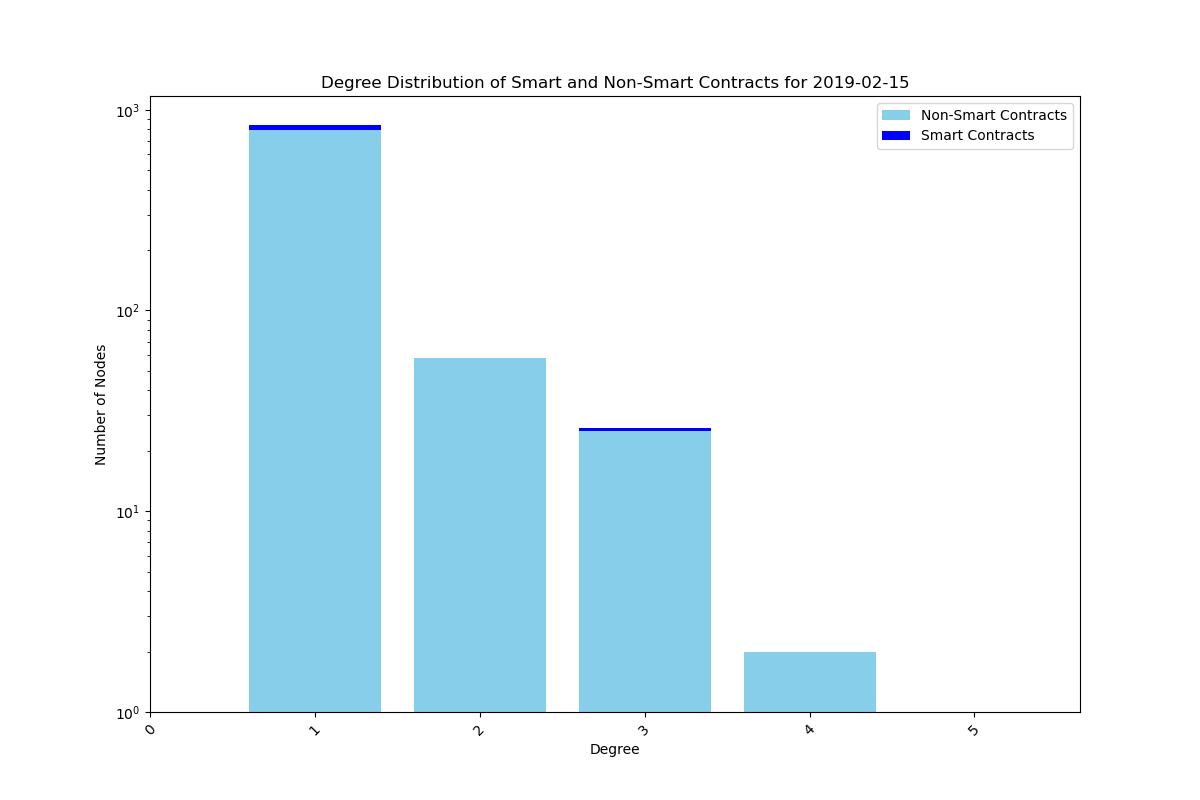 Degree Distribution of Smart and Non-Smart Contracts for 2019-02-15
Non-Smart Contracts
Smart Contracts
Number of Nodes
10³
10²
10¹
10⁰
0 1 2 3 4 5
Degree